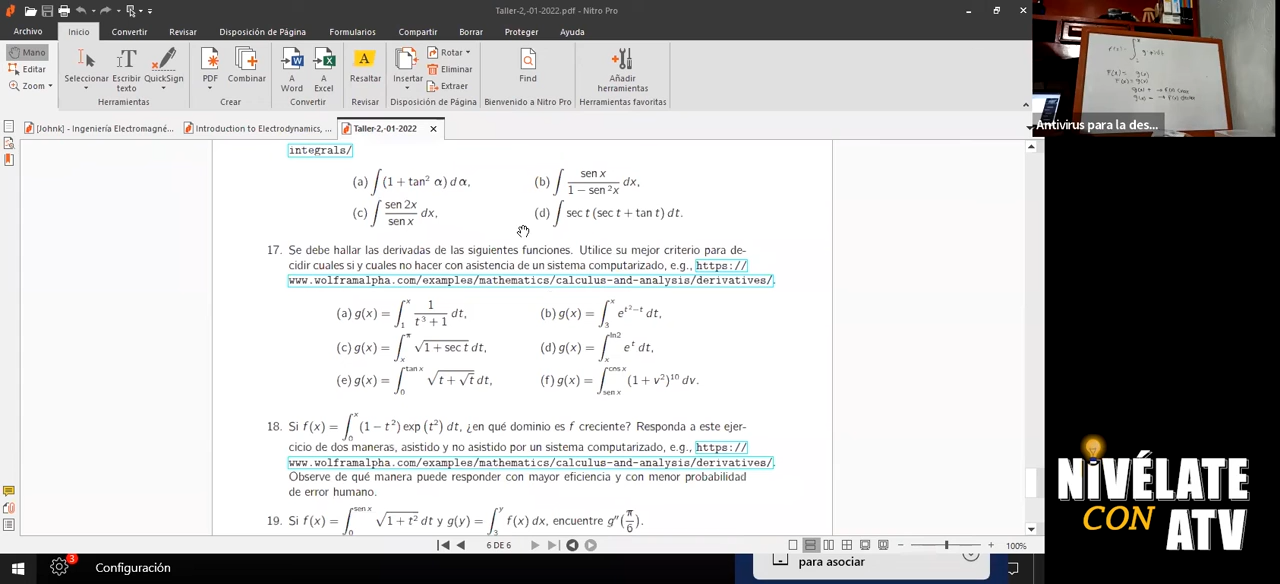 Taller-2,-01-2022.pdf - Nitro Pro
Archivo Inicio Convertir Revisar Disposición de Página Formularios Compartir Borrar Proteger Ayuda
Mano
Editar
Zoom
Seleccionar
Escribir texto
QuickSign
Herramientas
PDF
Combinar
Crear
A Word
A Excel
Convertir
Resaltar
Revisar
Insertar
Rotar
Eliminar
Extraer
Disposición de Página
Find
Bienvenido a Nitro Pro
Añadir herramientas
Herramientas favoritas
Antivirus para la des...
[Johnk] - Ingeniería Electromagné... Introduction to Electrodynamics, ... Taller-2,-01-2022
integrals/
(a) ∫ (1 + tan² α) d α, (b) ∫ sen x / (1 − sen ²x) dx,
(c) ∫ sen 2x / sen x dx, (d) ∫ sec t (sec t + tan t) dt.
17. Se debe hallar las derivadas de las siguientes funciones. Utilice su mejor criterio para de-
cidir cuales si y cuales no hacer con asistencia de un sistema computarizado, e.g., https://
www.wolframalpha.com/examples/mathematics/calculus-and-analysis/derivatives/.
(a) g(x) = ∫₁ˣ 1 / (t³ + 1) dt, (b) g(x) = ∫₃ˣ e^(t²−t) dt,
(c) g(x) = ∫ₓ^π √(1 + sec t) dt, (d) g(x) = ∫ₓ^(ln2) e^t dt,
(e) g(x) = ∫₀^(tan x) √(t + √t) dt, (f) g(x) = ∫_(sen x)^(cos x) (1 + v²)¹⁰ dv.
18. Si f(x) = ∫₀ˣ (1 − t²) exp (t²) dt, ¿en qué dominio es f creciente? Responda a este ejer-
cicio de dos maneras, asistido y no asistido por un sistema computarizado, e.g., https://
www.wolframalpha.com/examples/mathematics/calculus-and-analysis/derivatives/.
Observe de qué manera puede responder con mayor eficiencia y con menor probabilidad
de error humano.
19. Si f(x) = ∫₀^(sen x) √(1 + t²) dt y g(y) = ∫₃^y f(x) dx, encuentre g″(π/6).
6 DE 6
100%
3
Configuración
para asociar
NIVÉLATE
CON ATV